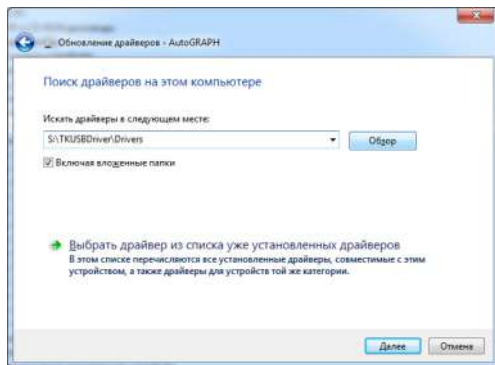 Обновление драйверов - AutoGRAPH
Поиск драйверов на этом компьютере
Искать драйверы в следующем месте:
S:\TKUSBDriver\Drivers
Обзор
Включая вложенные папки
Выбрать драйвер из списка уже установленных драйверов
В этом списке перечисляются все установленные драйверы, совместимые с этим
устройством, а также драйверы для устройств той же категории.
Далее
Отмена